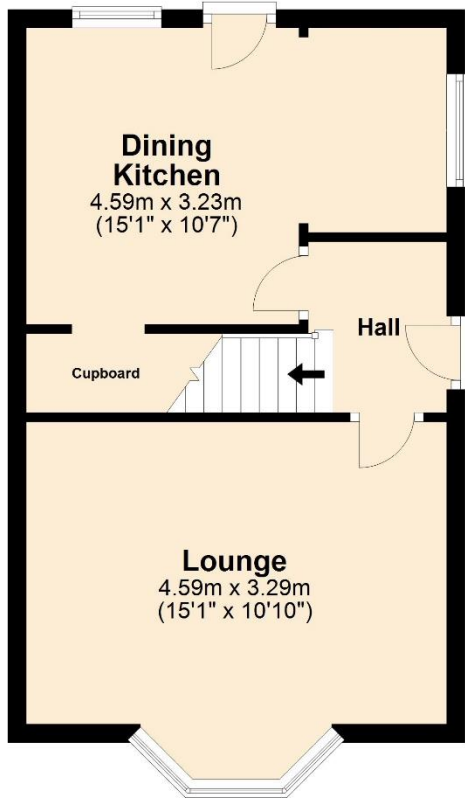 Dining
Kitchen
4.59m x 3.23m
(15'1" x 10'7")
Hall
Cupboard
Lounge
4.59m x 3.29m
(15'1" x 10'10")